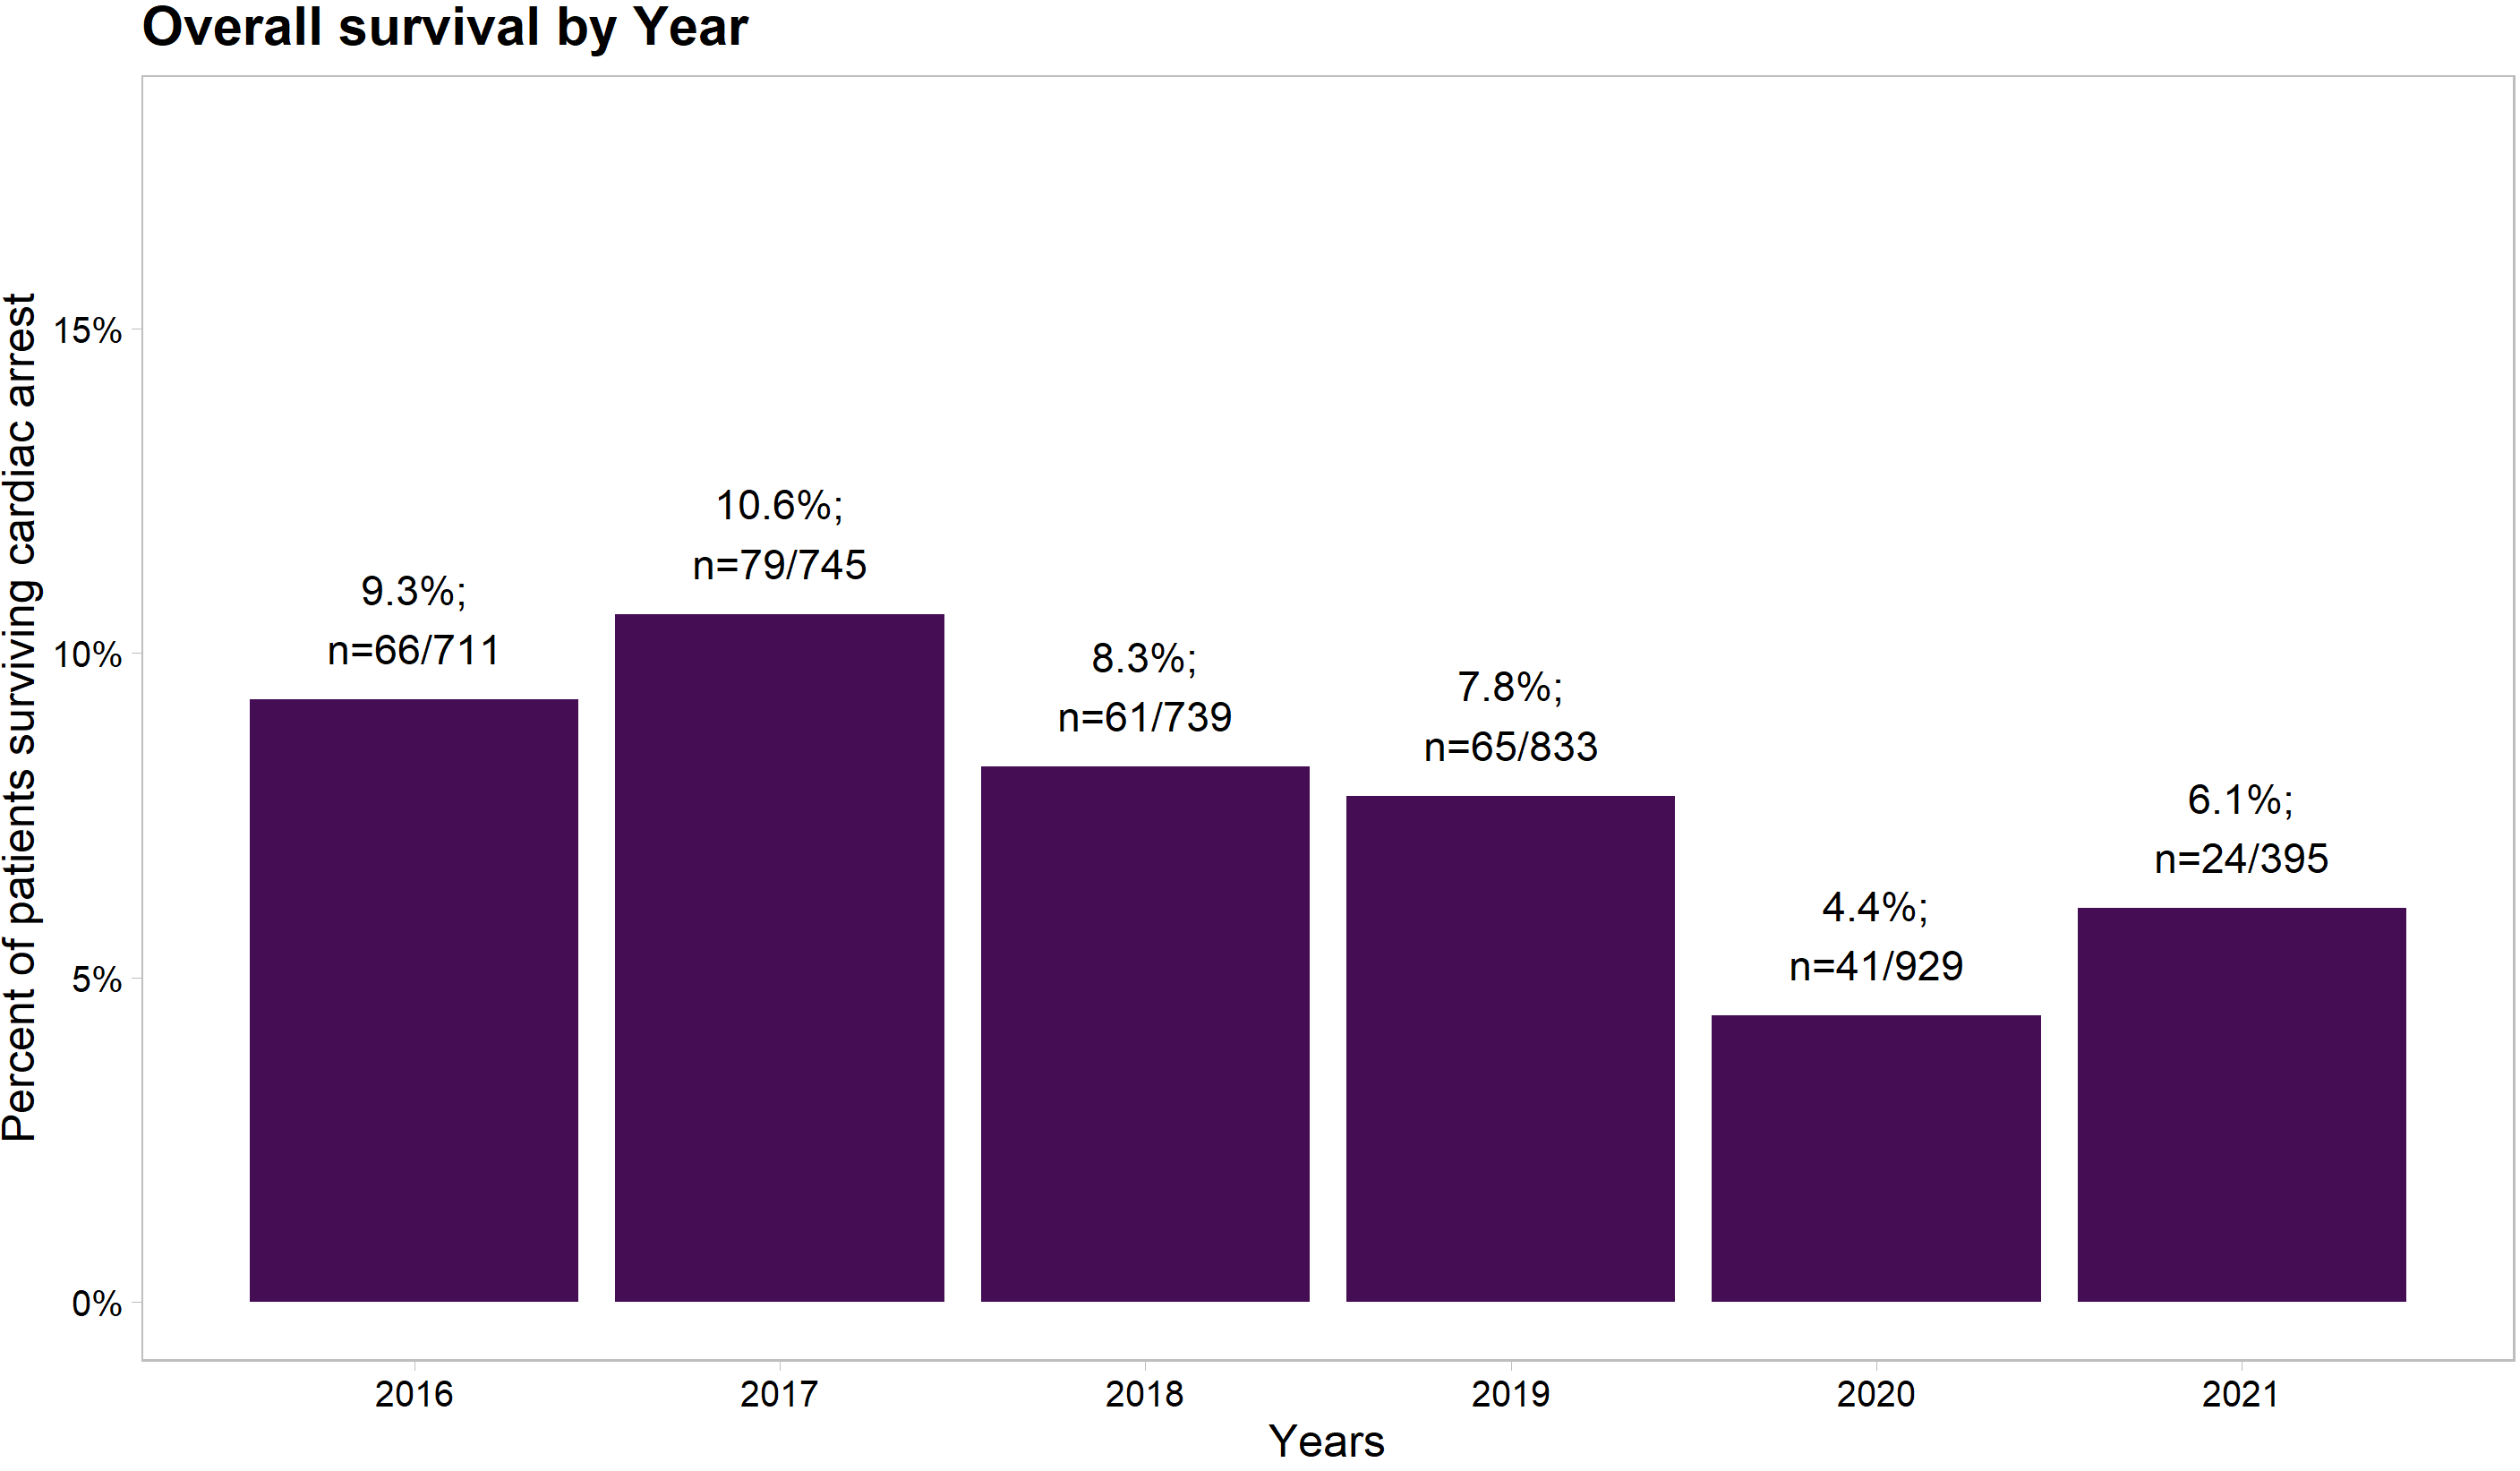 Overall survival by Year
Percent of patients surviving cardiac arrest
15%
10%
5%
0%
9.3%;
n=66/711
10.6%;
n=79/745
8.3%;
n=61/739
7.8%;
n=65/833
4.4%;
n=41/929
6.1%;
n=24/395
2016
2017
2018
2019
2020
2021
Years